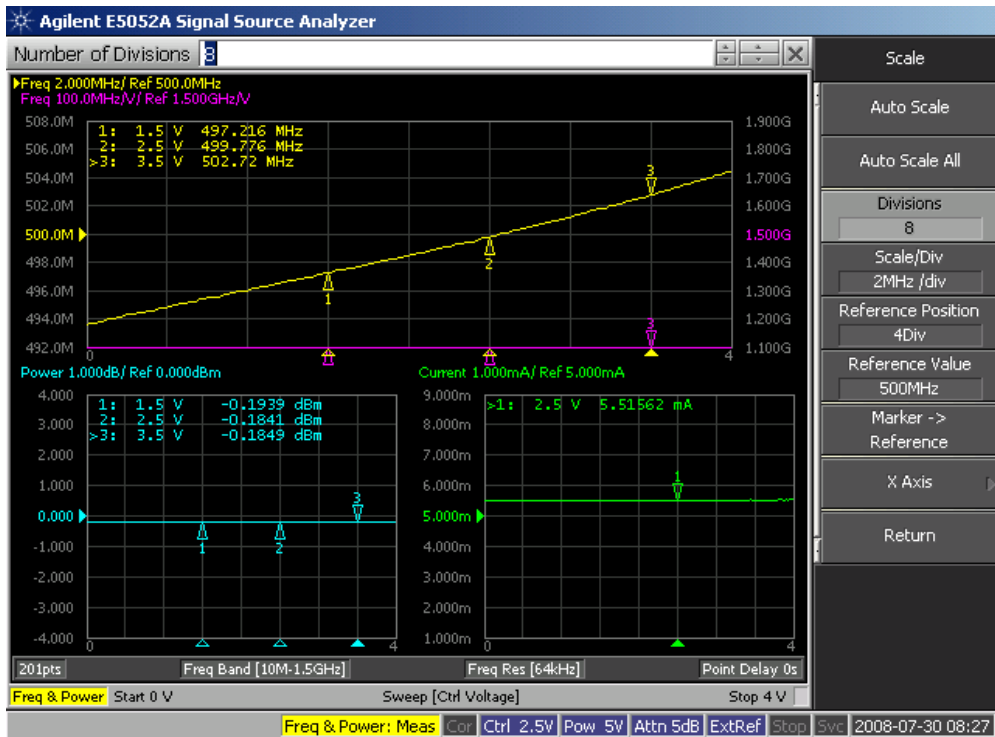 Agilent E5052A Signal Source Analyzer
Number of Divisions 8
Scale
Freq 2.000MHz/ Ref 500.0MHz
Freq 100.0MHz/V/ Ref 1.500GHz/V
508.0M
506.0M
504.0M
502.0M
500.0M
498.0M
496.0M
494.0M
492.0M
1: 1.5 V 497.216 MHz
2: 2.5 V 499.776 MHz
>3: 3.5 V 502.72 MHz
1
2
3
3
0
4
1.900G
1.800G
1.700G
1.600G
1.500G
1.400G
1.300G
1.200G
1.100G
Power 1.000dB/ Ref 0.000dBm
4.000
3.000
2.000
1.000
0.000
-1.000
-2.000
-3.000
-4.000
1: 1.5 V -0.1939 dBm
2: 2.5 V -0.1841 dBm
>3: 3.5 V -0.1849 dBm
1
2
3
0
4
Current 1.000mA/ Ref 5.000mA
9.000m
8.000m
7.000m
6.000m
5.000m
4.000m
3.000m
2.000m
1.000m
>1: 2.5 V 5.51562 mA
1
0
4
201pts Freq Band [10M-1.5GHz] Freq Res [64kHz] Point Delay 0s
Freq & Power Start 0 V Sweep [Ctrl Voltage] Stop 4 V
Auto Scale
Auto Scale All
Divisions
8
Scale/Div
2MHz /div
Reference Position
4Div
Reference Value
500MHz
Marker ->
Reference
X Axis
Return
Freq & Power: Meas Cor Ctrl 2.5V Pow 5V Attn 5dB ExtRef Stop Svc 2008-07-30 08:27